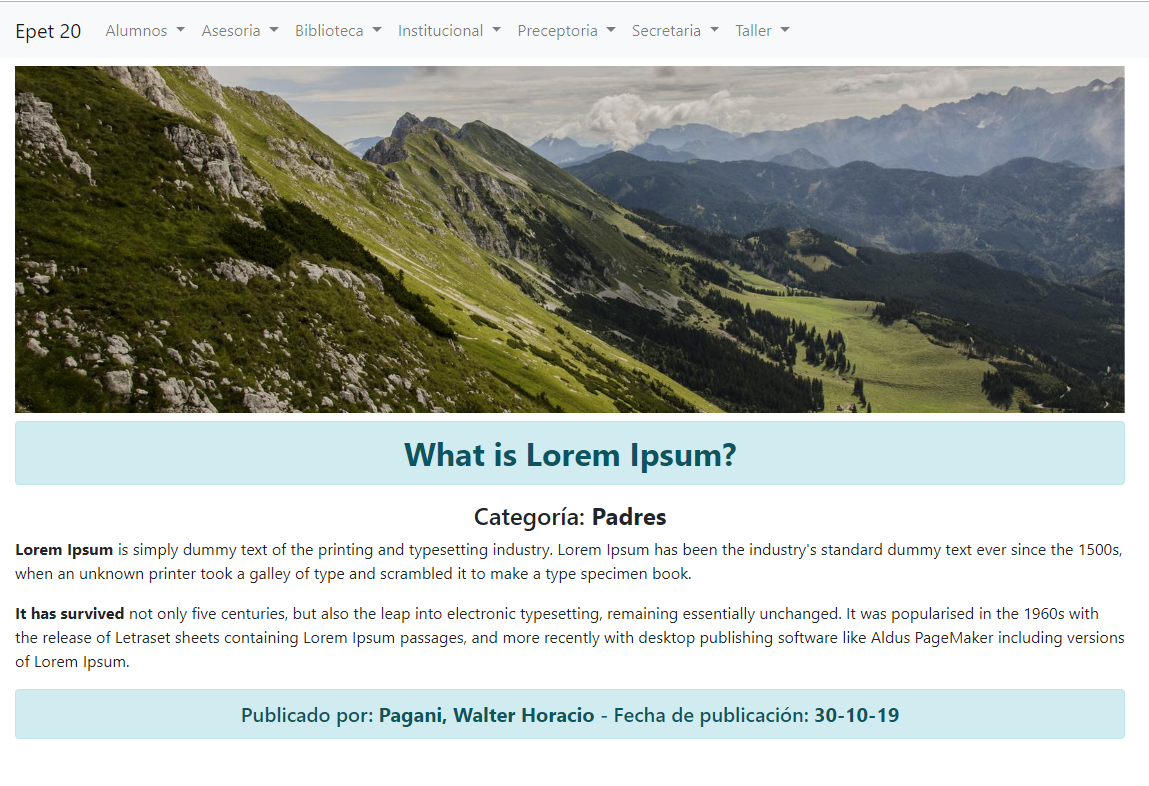 Epet 20 Alumnos Asesoria Biblioteca Institucional Preceptoria Secretaria Taller
What is Lorem Ipsum?
Categoría: Padres
Lorem Ipsum is simply dummy text of the printing and typesetting industry. Lorem Ipsum has been the industry's standard dummy text ever since the 1500s,
when an unknown printer took a galley of type and scrambled it to make a type specimen book.
It has survived not only five centuries, but also the leap into electronic typesetting, remaining essentially unchanged. It was popularised in the 1960s with
the release of Letraset sheets containing Lorem Ipsum passages, and more recently with desktop publishing software like Aldus PageMaker including versions
of Lorem Ipsum.
Publicado por: Pagani, Walter Horacio - Fecha de publicación: 30-10-19